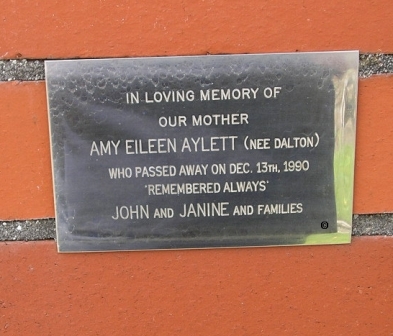 IN LOVING MEMORY OF
OUR MOTHER
AMY EILEEN AYLETT (NEE DALTON)
WHO PASSED AWAY ON DEC. 13TH, 1990
'REMEMBERED ALWAYS'
JOHN AND JANINE AND FAMILIES